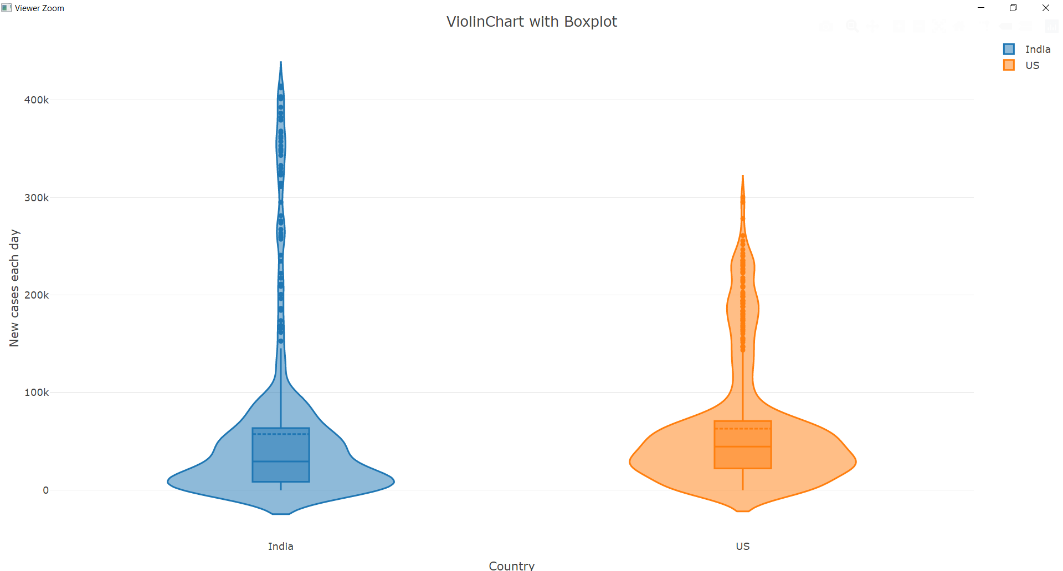 Viewer Zoom
ViolinChart with Boxplot
India
US
400k
300k
200k
100k
0
New cases each day
India
US
Country